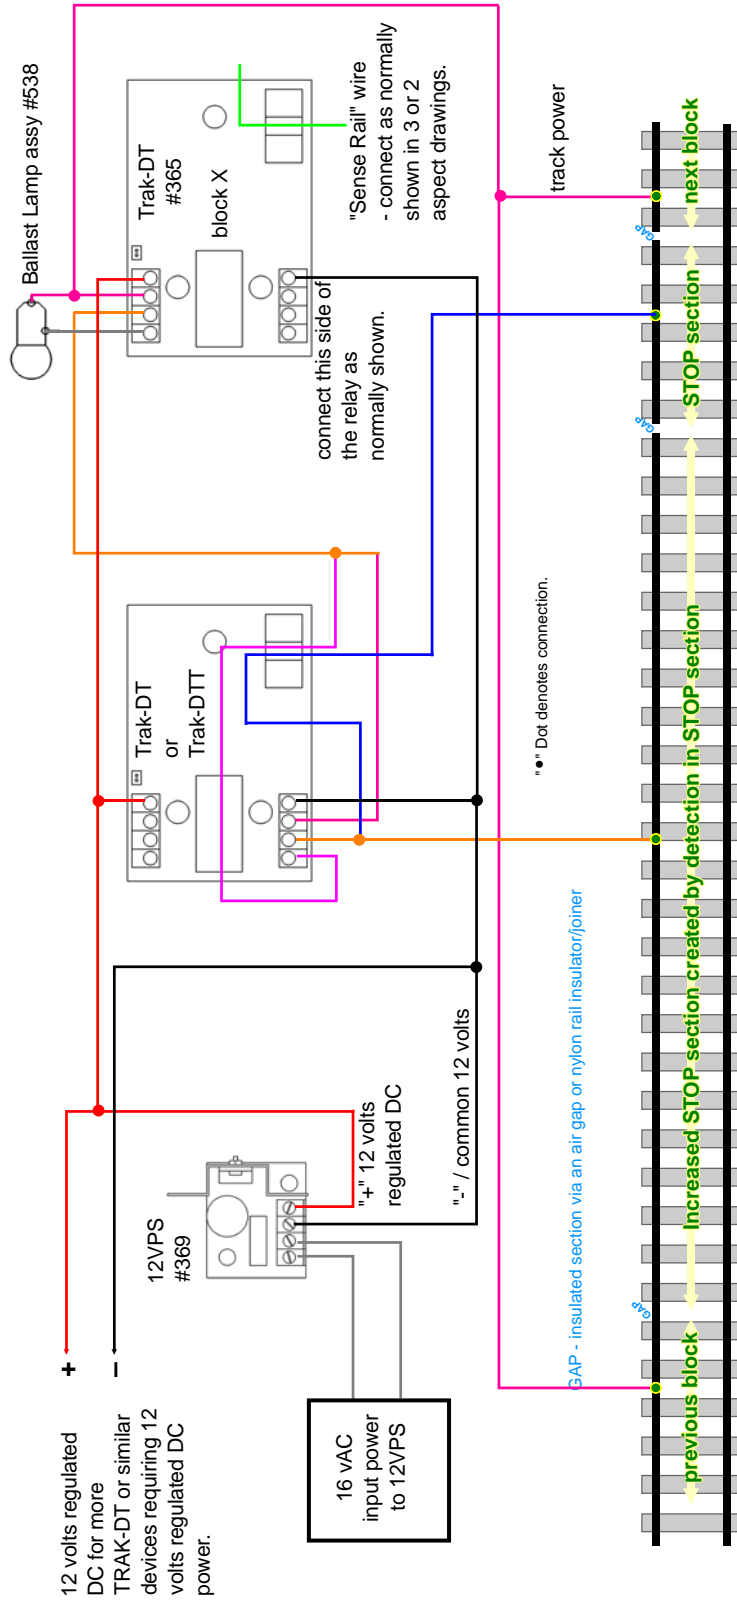 Ballast Lamp assy #538
Trak-DT
#365
block X
"Sense Rail" wire
- connect as normally
shown in 3 or 2
aspect drawings.
connect this side of
the relay as
normally shown.
track power
Trak-DT
or
Trak-DTT
"●" Dot denotes connection.
12VPS
#369
"+" 12 volts
regulated DC
"-" / common 12 volts
+
–
12 volts regulated
DC for more
TRAK-DT or similar
devices requiring 12
volts regulated DC
power.
16 vAC
input power
to 12VPS
GAP - insulated section via an air gap or nylon rail insulator/joiner
GAP
GAP
GAP
previous block
Increased STOP section created by detection in STOP section
STOP section
next block